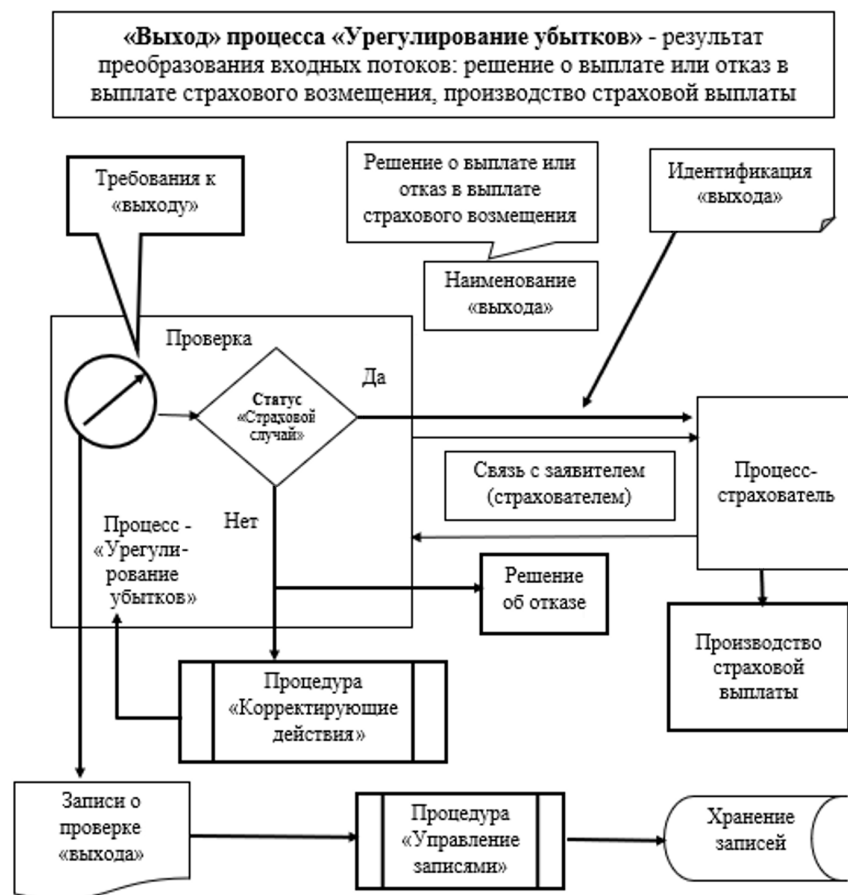 «Выход» процесса «Урегулирование убытков» - результат
преобразования входных потоков: решение о выплате или отказ в
выплате страхового возмещения, производство страховой выплаты
Требования к
«выходу»
Решение о выплате или
отказ в выплате
страхового возмещения
Идентификация
«выхода»
Наименование
«выхода»
Проверка
Статус
«Страховой
случай»
Да
Связь с заявителем
(страхователем)
Процесс-
страхователь
Нет
Процесс -
«Урегули-
рование
убытков»
Решение
об отказе
Производство
страховой
выплаты
Процедура
«Корректирующие
действия»
Записи о
проверке
«выхода»
Процедура
«Управление
записями»
Хранение
записей